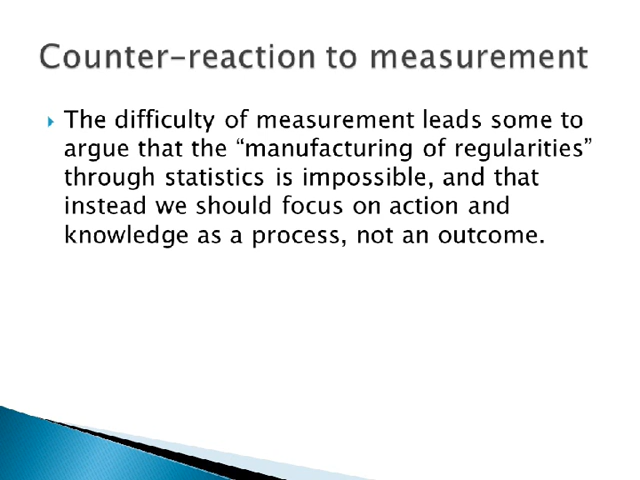 Counter-reaction to measurement
The difficulty of measurement leads some to
argue that the “manufacturing of regularities”
through statistics is impossible, and that
instead we should focus on action and
knowledge as a process, not an outcome.